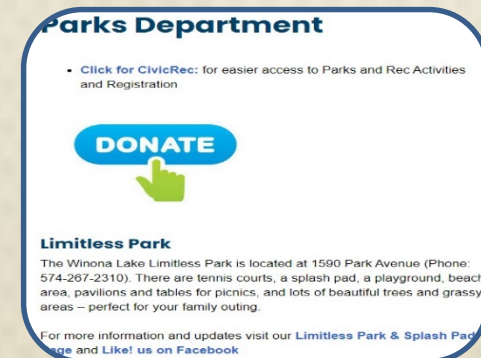 Parks Department
• Click for CivicRec: for easier access to Parks and Rec Activities
and Registration
DONATE
Limitless Park
The Winona Lake Limitless Park is located at 1590 Park Avenue (Phone:
574-267-2310). There are tennis courts, a splash pad, a playground, beach
area, pavilions and tables for picnics, and lots of beautiful trees and grassy
areas – perfect for your family outing.
For more information and updates visit our Limitless Park & Splash Pad
and Like! us on Facebook